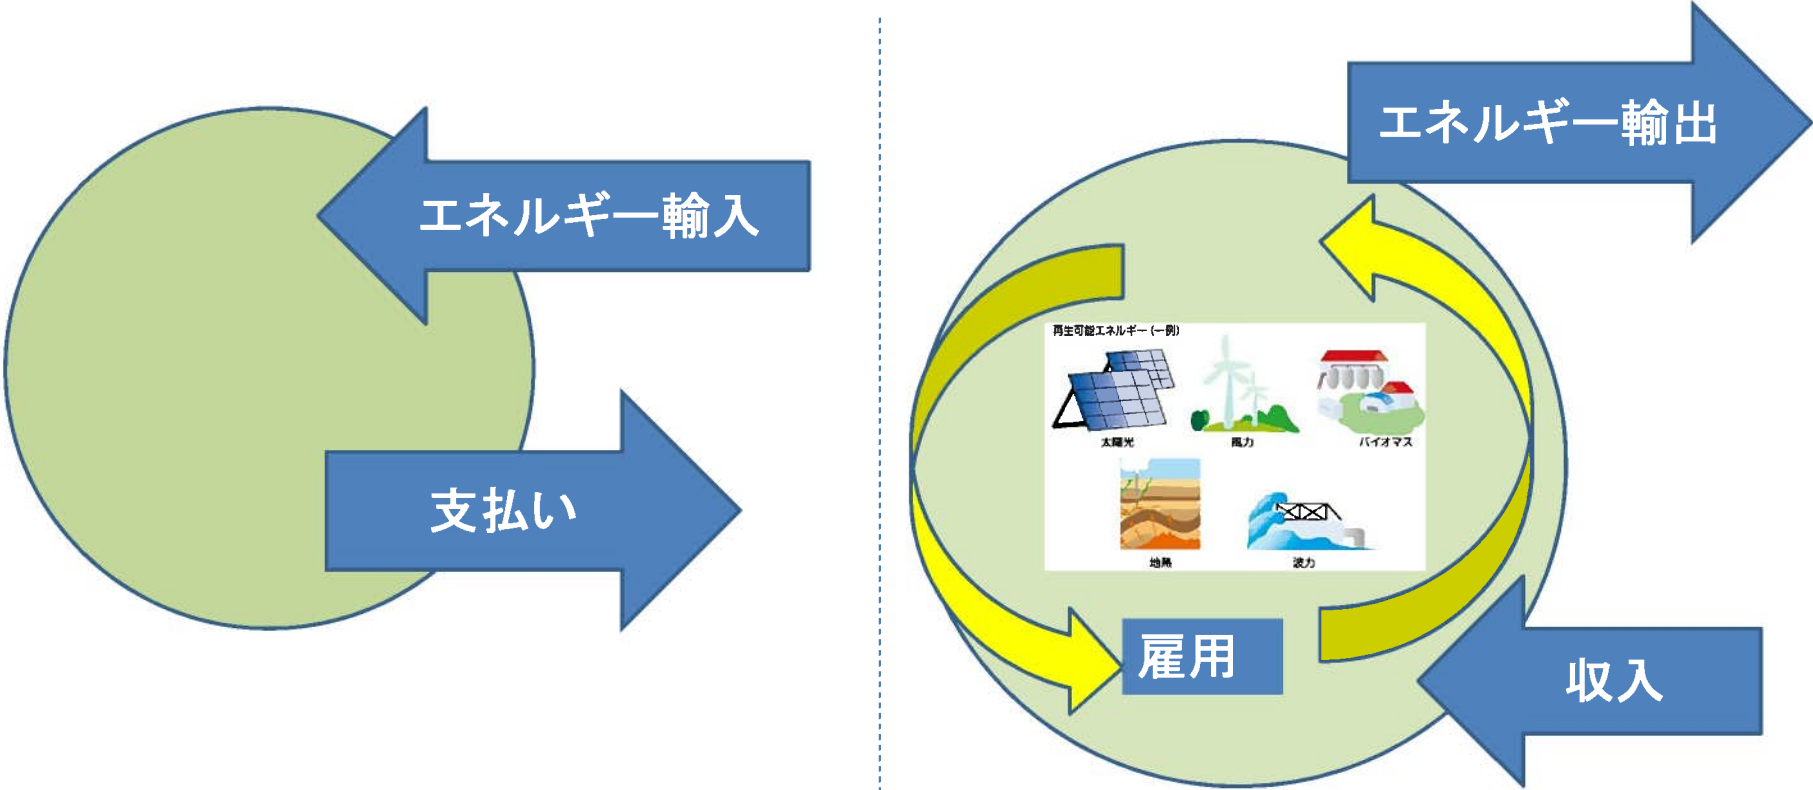 エネルギー輸入
支払い
エネルギー輸出
再生可能エネルギー(一例)
太陽光
風力
バイオマス
地熱
波力
雇用
収入